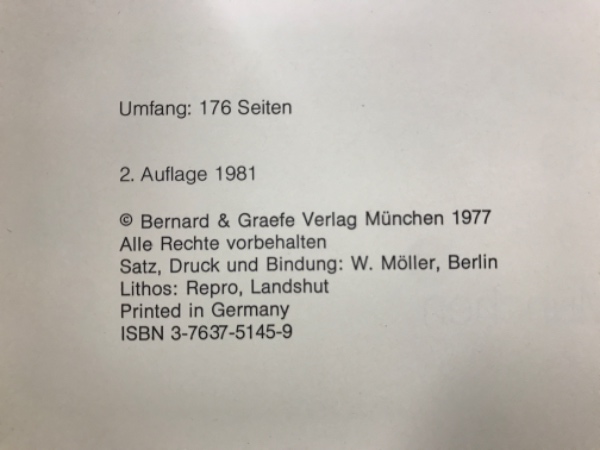 Umfang: 176 Seiten
2. Auflage 1981
© Bernard & Graefe Verlag München 1977
Alle Rechte vorbehalten
Satz, Druck und Bindung: W. Möller, Berlin
Lithos: Repro, Landshut
Printed in Germany
ISBN 3-7637-5145-9